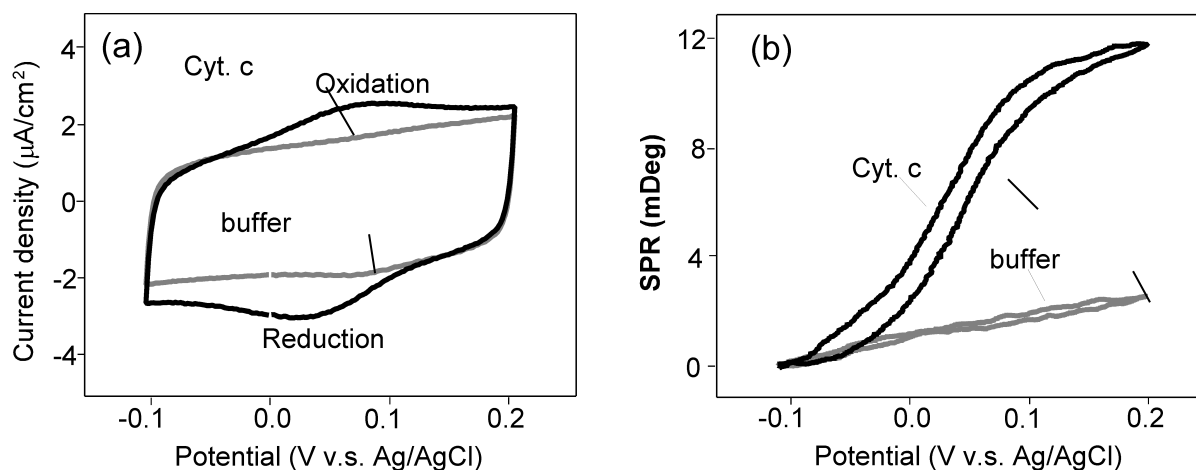 (a)
Cyt. c
Oxidation
buffer
Reduction
Current density (μA/cm²)
4
2
0
-2
-4
-0.1 0.0 0.1 0.2
Potential (V v.s. Ag/AgCl)
(b)
Cyt. c
buffer
SPR (mDeg)
12
8
4
0
-0.1 0.0 0.1 0.2
Potential (V v.s. Ag/AgCl)